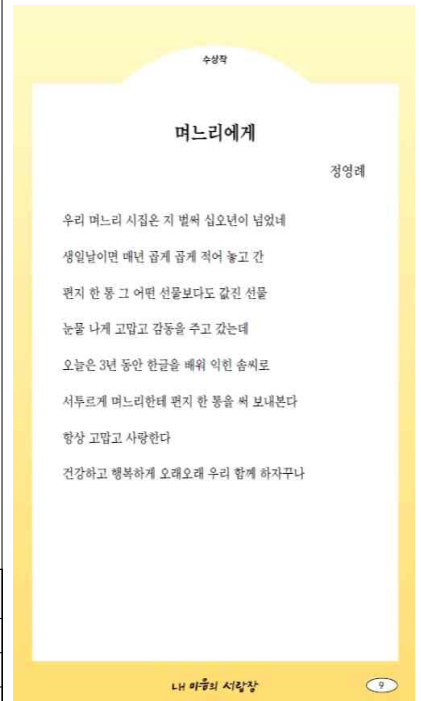 수상작
며느리에게
정영례
우리 며느리 시집온 지 벌써 십오년이 넘었네
생일날이면 매년 곱게 곱게 적어 놓고 간
편지 한 통 그 어떤 선물보다도 값진 선물
눈물 나게 고맙고 감동을 주고 갔는데
오늘은 3년 동안 한글을 배워 익힌 솜씨로
서투르게 며느리한테 편지 한 통을 써 보내본다
항상 고맙고 사랑한다
건강하고 행복하게 오래오래 우리 함께 하자꾸나
내 마음의 서랍장
9